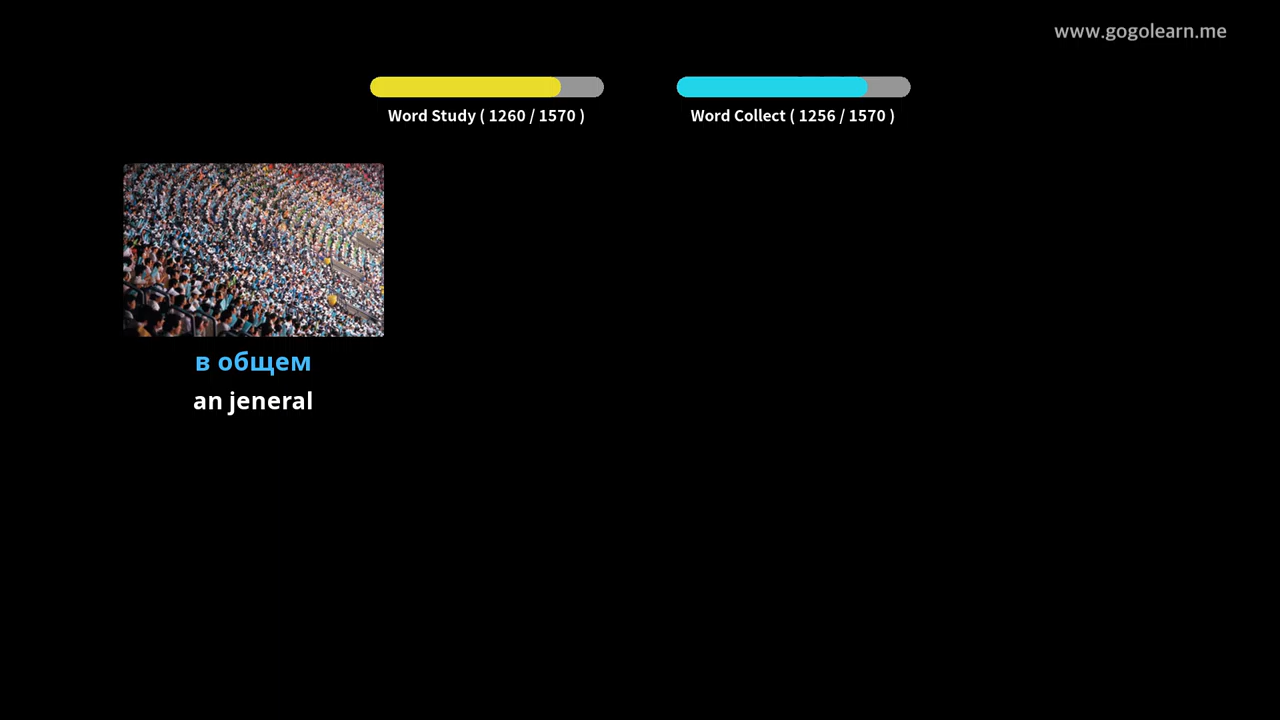 www.gogolearn.me
Word Study ( 1260 / 1570 )
Word Collect ( 1256 / 1570 )
в общем
an jeneral